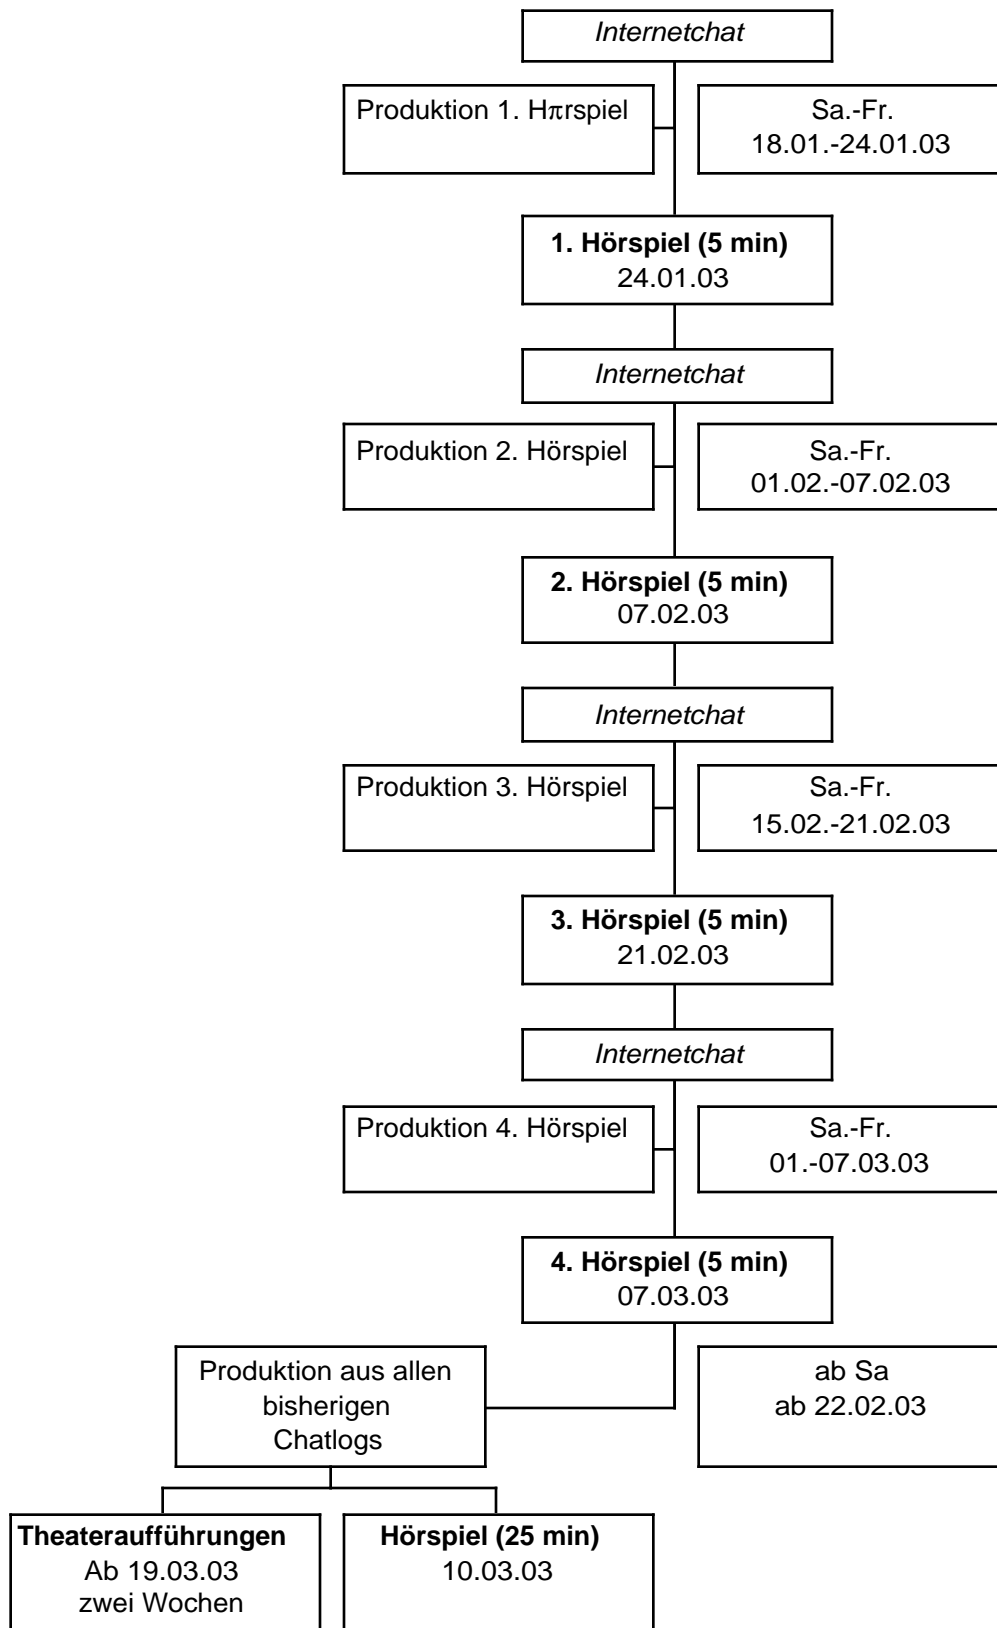 Internetchat
Produktion 1. Hπrspiel
Sa.-Fr.
18.01.-24.01.03
1. Hörspiel (5 min)
24.01.03
Internetchat
Produktion 2. Hörspiel
Sa.-Fr.
01.02.-07.02.03
2. Hörspiel (5 min)
07.02.03
Internetchat
Produktion 3. Hörspiel
Sa.-Fr.
15.02.-21.02.03
3. Hörspiel (5 min)
21.02.03
Internetchat
Produktion 4. Hörspiel
Sa.-Fr.
01.-07.03.03
4. Hörspiel (5 min)
07.03.03
Produktion aus allen
bisherigen
Chatlogs
ab Sa
ab 22.02.03
Theateraufführungen
Ab 19.03.03
zwei Wochen
Hörspiel (25 min)
10.03.03